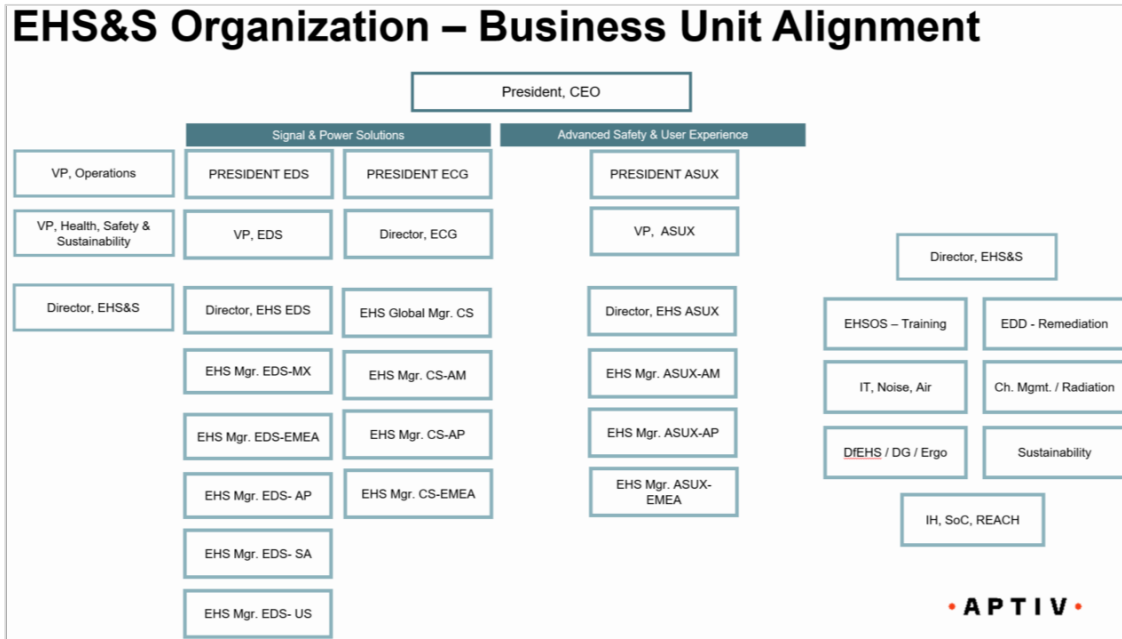 EHS&S Organization – Business Unit Alignment
President, CEO
Signal & Power Solutions
Advanced Safety & User Experience
VP, Operations
PRESIDENT EDS
PRESIDENT ECG
PRESIDENT ASUX
VP, Health, Safety &
Sustainability
VP, EDS
Director, ECG
VP, ASUX
Director, EHS&S
Director, EHS&S
Director, EHS EDS
EHS Global Mgr. CS
Director, EHS ASUX
EHSOS – Training
EDD - Remediation
EHS Mgr. EDS-MX
EHS Mgr. CS-AM
EHS Mgr. ASUX-AM
IT, Noise, Air
Ch. Mgmt. / Radiation
EHS Mgr. EDS-EMEA
EHS Mgr. CS-AP
EHS Mgr. ASUX-AP
DfEHS / DG / Ergo
Sustainability
EHS Mgr. EDS- AP
EHS Mgr. CS-EMEA
EHS Mgr. ASUX-
EMEA
IH, SoC, REACH
EHS Mgr. EDS- SA
EHS Mgr. EDS- US
• APTIV •